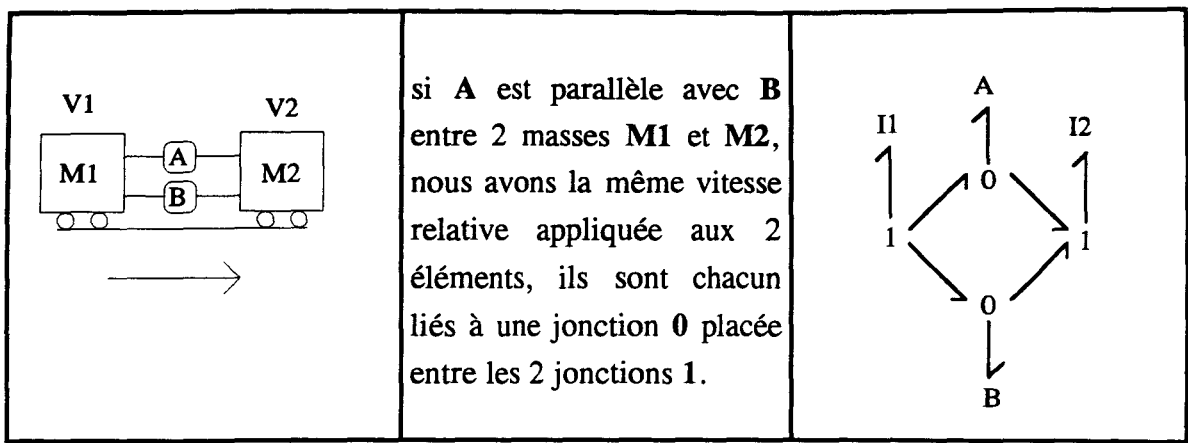 V1 V2
M1 A M2
B
si A est parallèle avec B
entre 2 masses M1 et M2,
nous avons la même vitesse
relative appliquée aux 2
éléments, ils sont chacun
liés à une jonction 0 placée
entre les 2 jonctions 1.
A
I1 I2
0
1 1
0
B